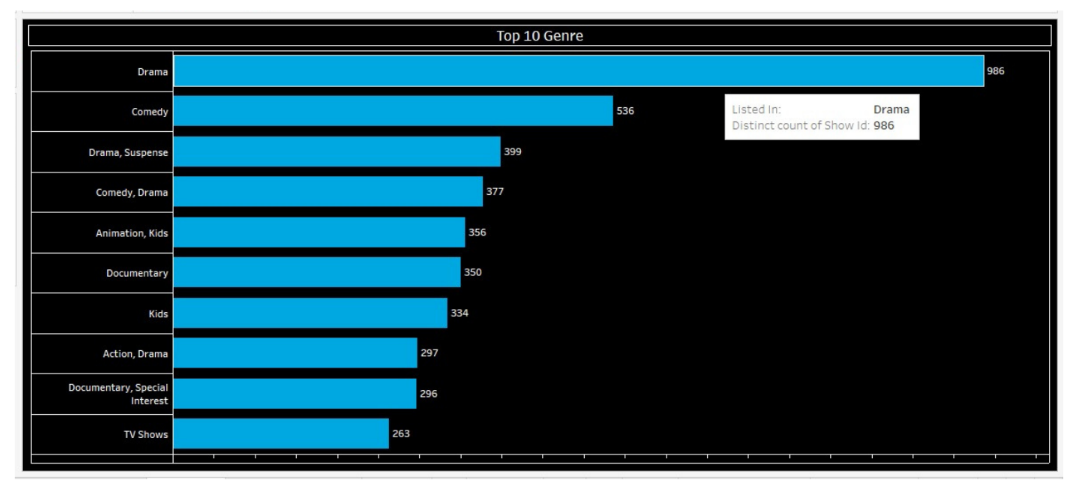 Top 10 Genre
Drama
986
Comedy
536
Listed In: Drama
Distinct count of Show Id: 986
Drama, Suspense
399
Comedy, Drama
377
Animation, Kids
356
Documentary
350
Kids
334
Action, Drama
297
Documentary, Special
Interest
296
TV Shows
263